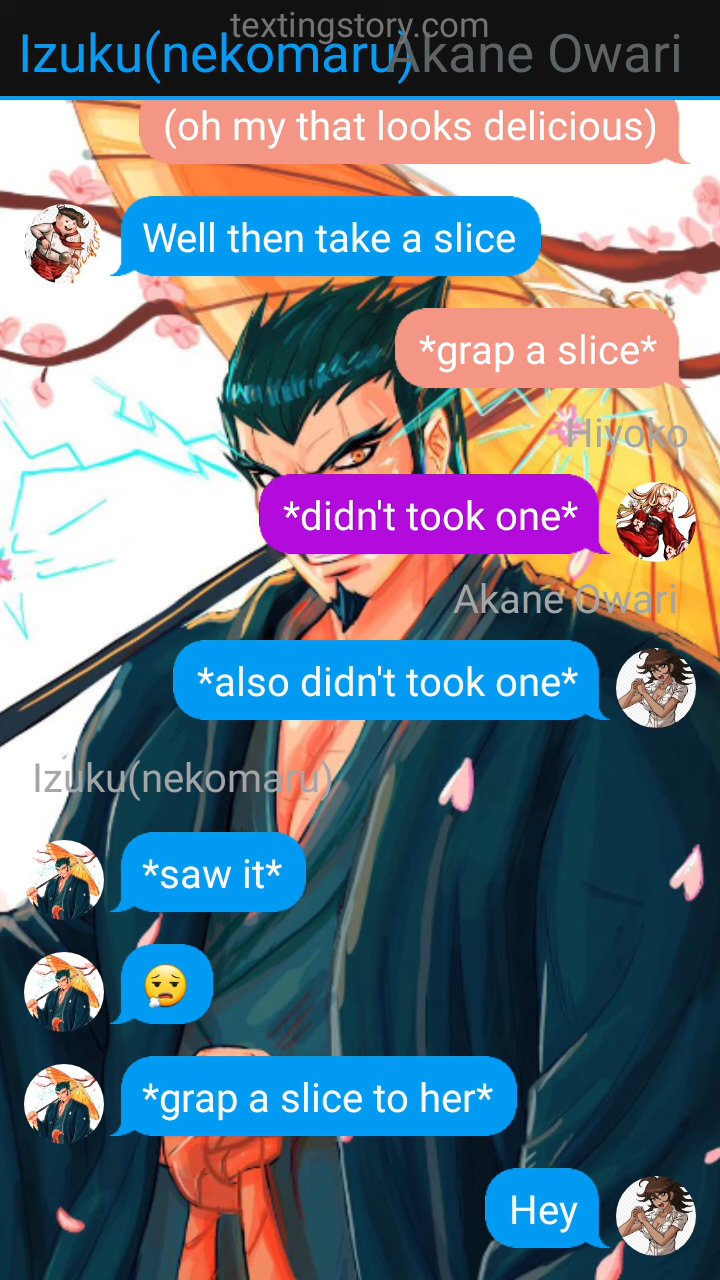 textingstory.com
Izuku(nekomaru)
Akane Owari
(oh my that looks delicious)
Well then take a slice
*grap a slice*
Hiyoko
*didn't took one*
Akane Owari
*also didn't took one*
Izuku(nekomaru)
*saw it*
😮‍💨
*grap a slice to her*
Hey